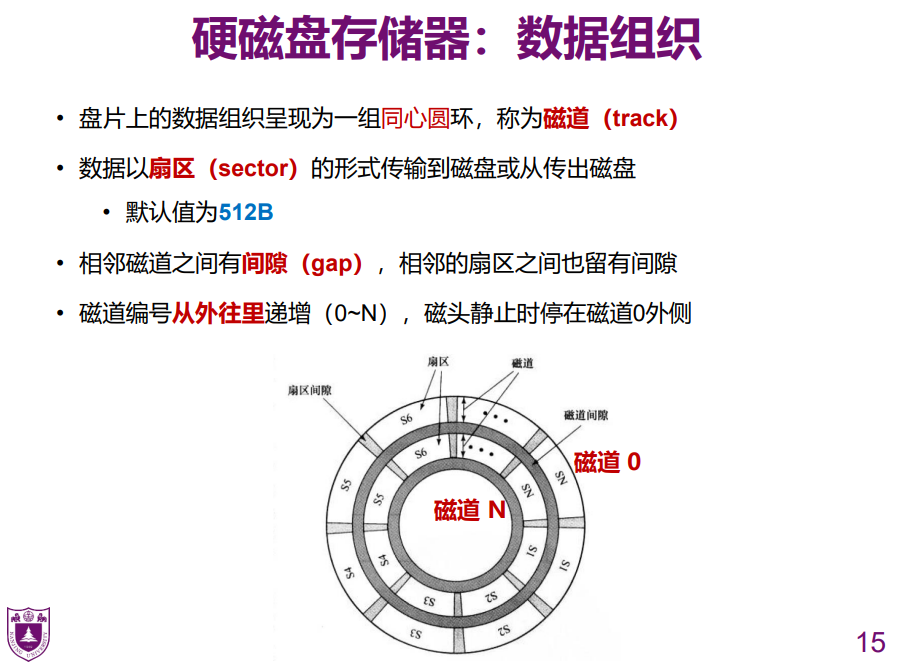 硬磁盘存储器：数据组织
• 盘片上的数据组织呈现为一组同心圆环，称为磁道（track）
• 数据以扇区（sector）的形式传输到磁盘或从传出磁盘
• 默认值为512B
• 相邻磁道之间有间隙（gap），相邻的扇区之间也留有间隙
• 磁道编号从外往里递增（0~N），磁头静止时停在磁道0外侧
扇区
磁道
扇区间隙
磁道间隙
S6
•••
S6
•••
磁道 0
S5
S5
SN
SN
磁道 N
S4
S4
S1
S1
S3
S2
S3
S2
NANJING UNIVERSITY
15